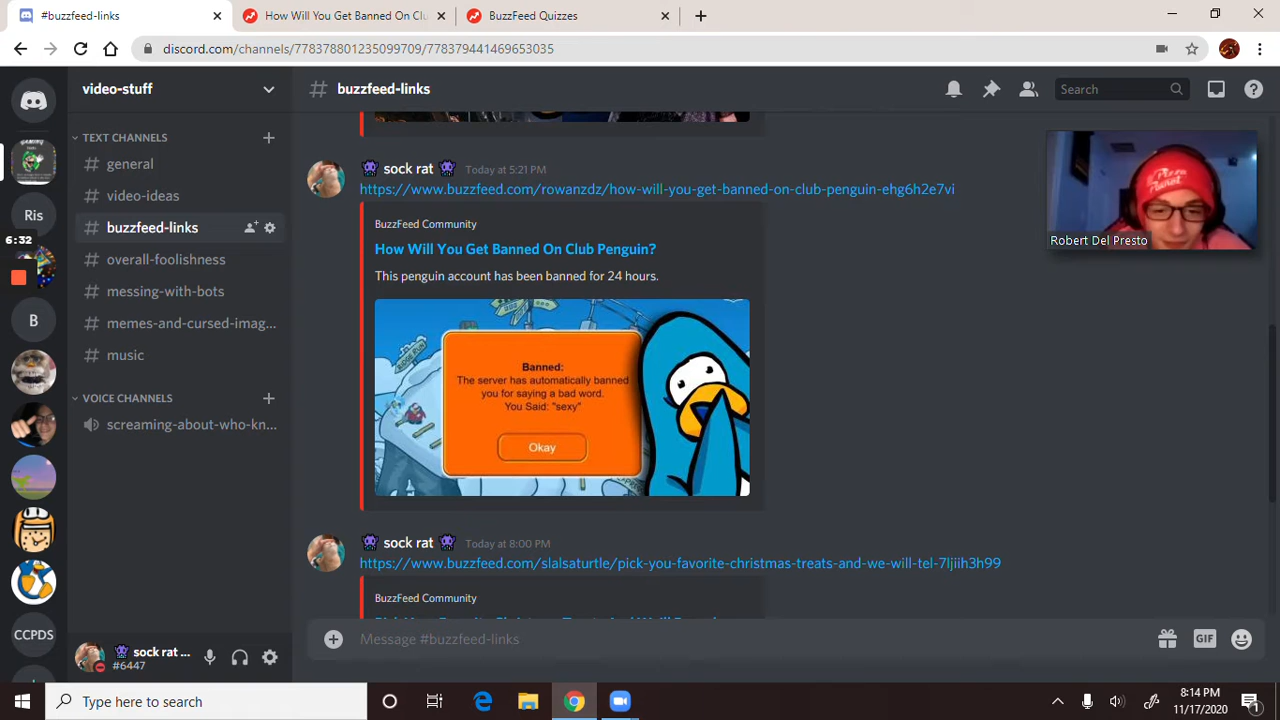 #buzzfeed-links
How Will You Get Banned On Clu
BuzzFeed Quizzes
discord.com/channels/778378801235099709/778379441469653035
video-stuff
# buzzfeed-links
Search
TEXT CHANNELS
# general
# video-ideas
# buzzfeed-links
# overall-foolishness
# messing-with-bots
# memes-and-cursed-imag...
# music
VOICE CHANNELS
screaming-about-who-kn...
Ris
6:32
B
CCPDS
sock rat ...
#6447
sock rat Today at 5:21 PM
https://www.buzzfeed.com/rowanzdz/how-will-you-get-banned-on-club-penguin-ehg6h2e7vi
BuzzFeed Community
How Will You Get Banned On Club Penguin?
This penguin account has been banned for 24 hours.
Banned:
The server has automatically banned
you for saying a bad word.
You Said: "sexy"
Okay
sock rat Today at 8:00 PM
https://www.buzzfeed.com/slalsaturtle/pick-you-favorite-christmas-treats-and-we-will-tel-7ljiih3h99
BuzzFeed Community
Message #buzzfeed-links
GIF
Pizza
Planet
Robert Del Presto
Type here to search
8:14 PM
11/17/2020
1